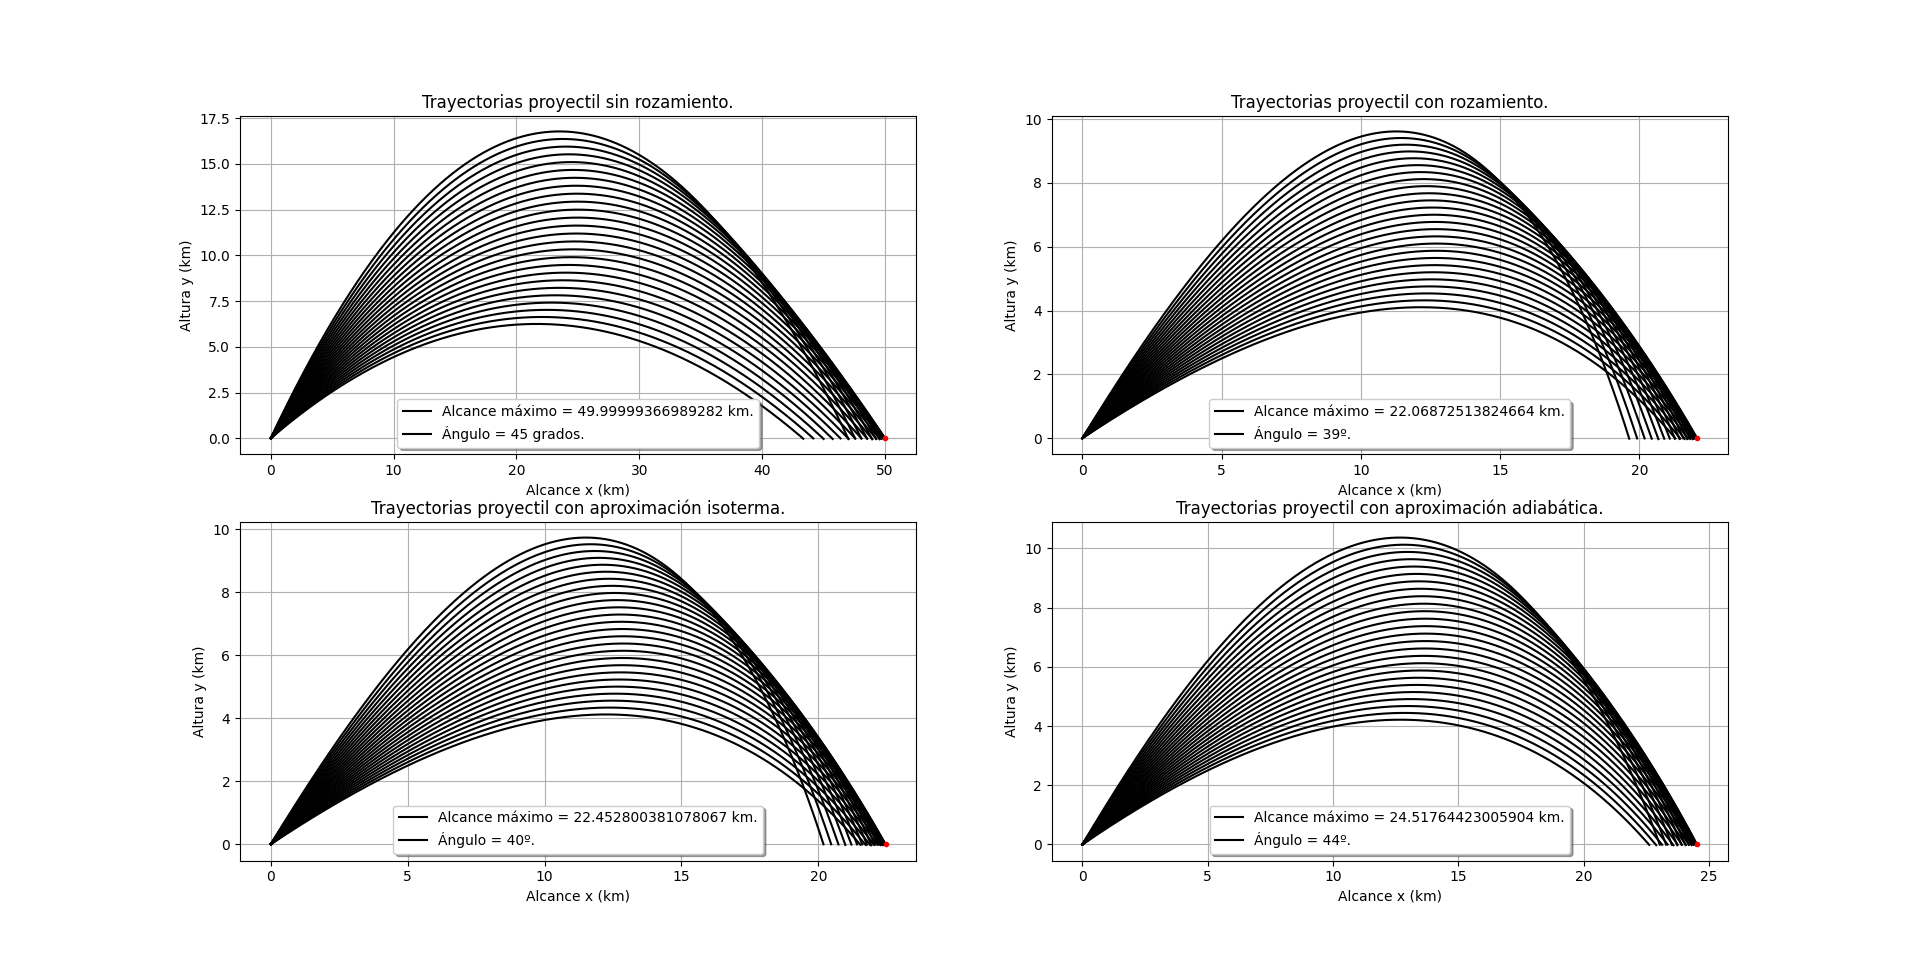 Trayectorias proyectil sin rozamiento.
17.5
15.0
12.5
10.0
7.5
5.0
2.5
0.0
Altura y (km)
Alcance máximo = 49.99999366989282 km.
Ángulo = 45 grados.
0 10 20 30 40 50
Alcance x (km)
Trayectorias proyectil con rozamiento.
10
8
6
4
2
0
Altura y (km)
Alcance máximo = 22.06872513824664 km.
Ángulo = 39º.
0 5 10 15 20
Alcance x (km)
Trayectorias proyectil con aproximación isoterma.
10
8
6
4
2
0
Altura y (km)
Alcance máximo = 22.452800381078067 km.
Ángulo = 40º.
0 5 10 15 20
Alcance x (km)
Trayectorias proyectil con aproximación adiabática.
10
8
6
4
2
0
Altura y (km)
Alcance máximo = 24.51764423005904 km.
Ángulo = 44º.
0 5 10 15 20 25
Alcance x (km)